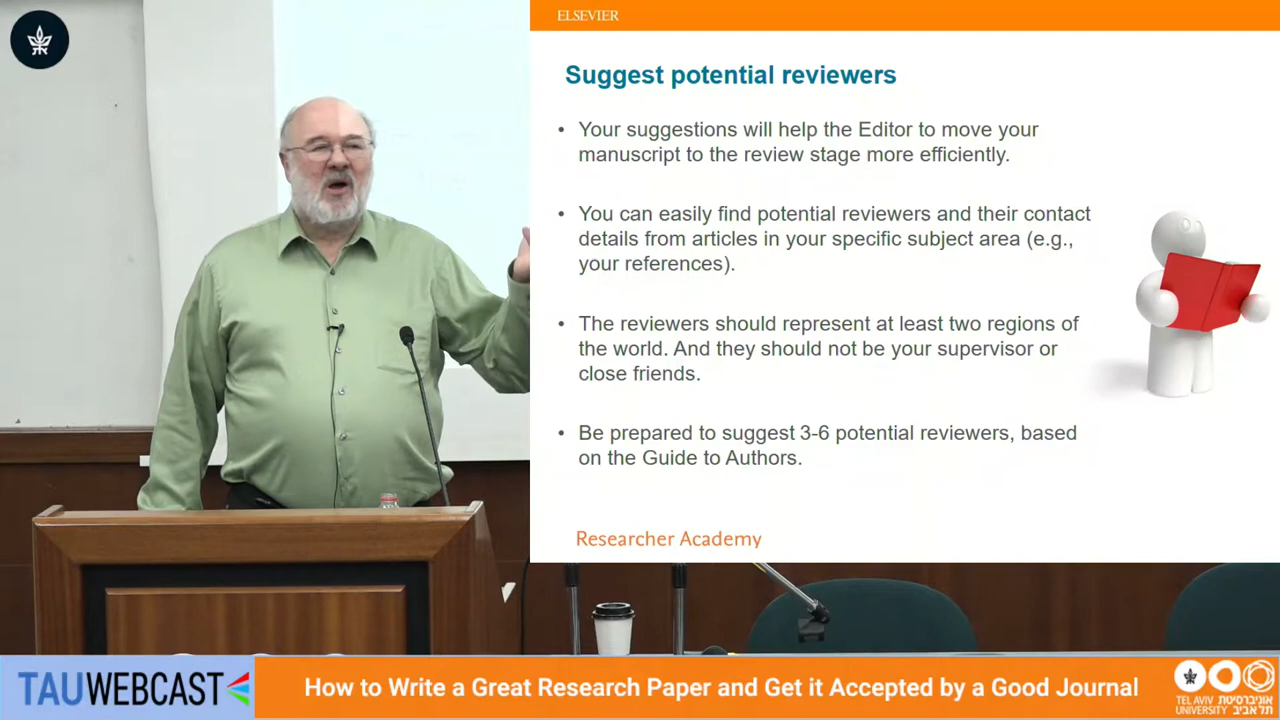 ELSEVIER
Suggest potential reviewers
• Your suggestions will help the Editor to move your
manuscript to the review stage more efficiently.
• You can easily find potential reviewers and their contact
details from articles in your specific subject area (e.g.,
your references).
• The reviewers should represent at least two regions of
the world. And they should not be your supervisor or
close friends.
• Be prepared to suggest 3-6 potential reviewers, based
on the Guide to Authors.
Researcher Academy
TAUWEBCAST
How to Write a Great Research Paper and Get it Accepted by a Good Journal
TEL AVIV אוניברסיטת
UNIVERSITY תל אביב